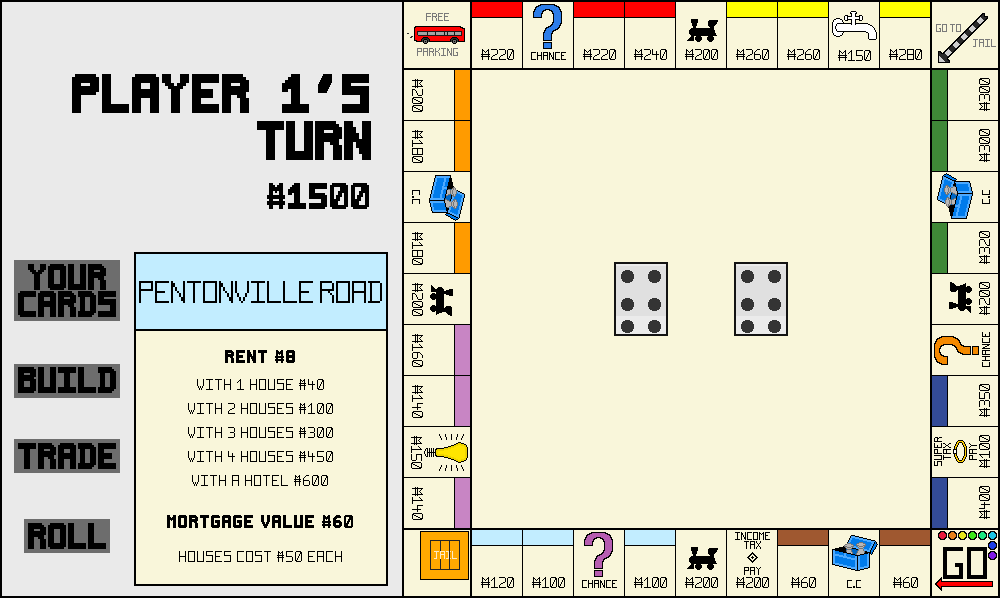 PLAYER 1'S
TURN
₩1500
YOUR
CARDS
BUILD
TRADE
ROLL
PENTONVILLE ROAD
RENT ₩8
WITH 1 HOUSE ₩40
WITH 2 HOUSES ₩100
WITH 3 HOUSES ₩300
WITH 4 HOUSES ₩450
WITH A HOTEL ₩600
MORTGAGE VALUE ₩60
HOUSES COST ₩50 EACH
FREE
PARKING
₩220
CHANCE
₩220
₩240
₩200
₩260
₩260
₩150
₩280
GO TO
JAIL
₩200
₩180
C.C
₩180
₩200
₩160
₩140
₩150
₩140
₩300
₩300
C.C
₩320
₩200
CHANCE
₩350
SUPER
TAX
PAY
₩100
₩400
JAIL
₩120
₩100
CHANCE
₩100
₩200
INCOME
TAX
PAY
₩200
₩60
C.C
₩60
GO